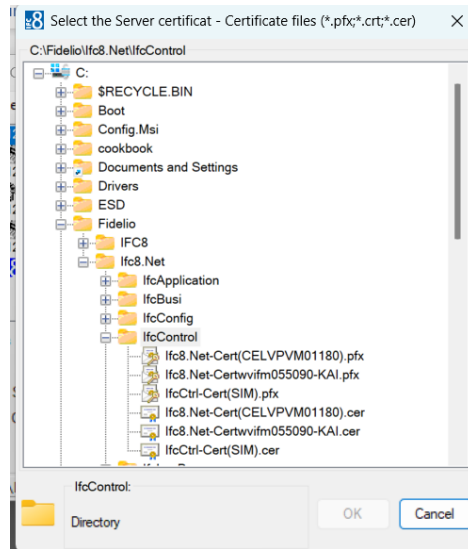 Select the Server certificat - Certificate files (*.pfx;*.crt;*.cer)
C:\Fidelio\Ifc8.Net\IfcControl
C:
$RECYCLE.BIN
Boot
Config.Msi
cookbook
Documents and Settings
Drivers
ESD
Fidelio
IFC8
Ifc8.Net
IfcApplication
IfcBusi
IfcConfig
IfcControl
Ifc8.Net-Cert(CELVPVM01180).pfx
Ifc8.Net-Certwvifm055090-KAI.pfx
IfcCtrl-Cert(SIM).pfx
Ifc8.Net-Cert(CELVPVM01180).cer
Ifc8.Net-Certwvifm055090-KAI.cer
IfcCtrl-Cert(SIM).cer
IfcControl:
Directory
OK
Cancel